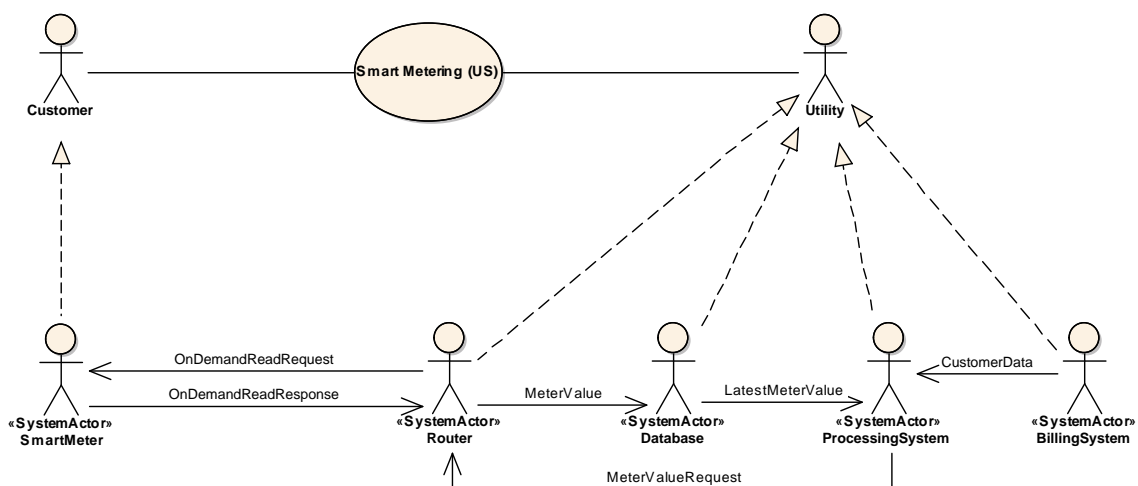 Smart Metering (US)
Customer
Utility
OnDemandReadRequest
CustomerData
OnDemandReadResponse
MeterValue
LatestMeterValue
«SystemActor»
SmartMeter
«SystemActor»
Router
«SystemActor»
Database
«SystemActor»
ProcessingSystem
«SystemActor»
BillingSystem
MeterValueRequest